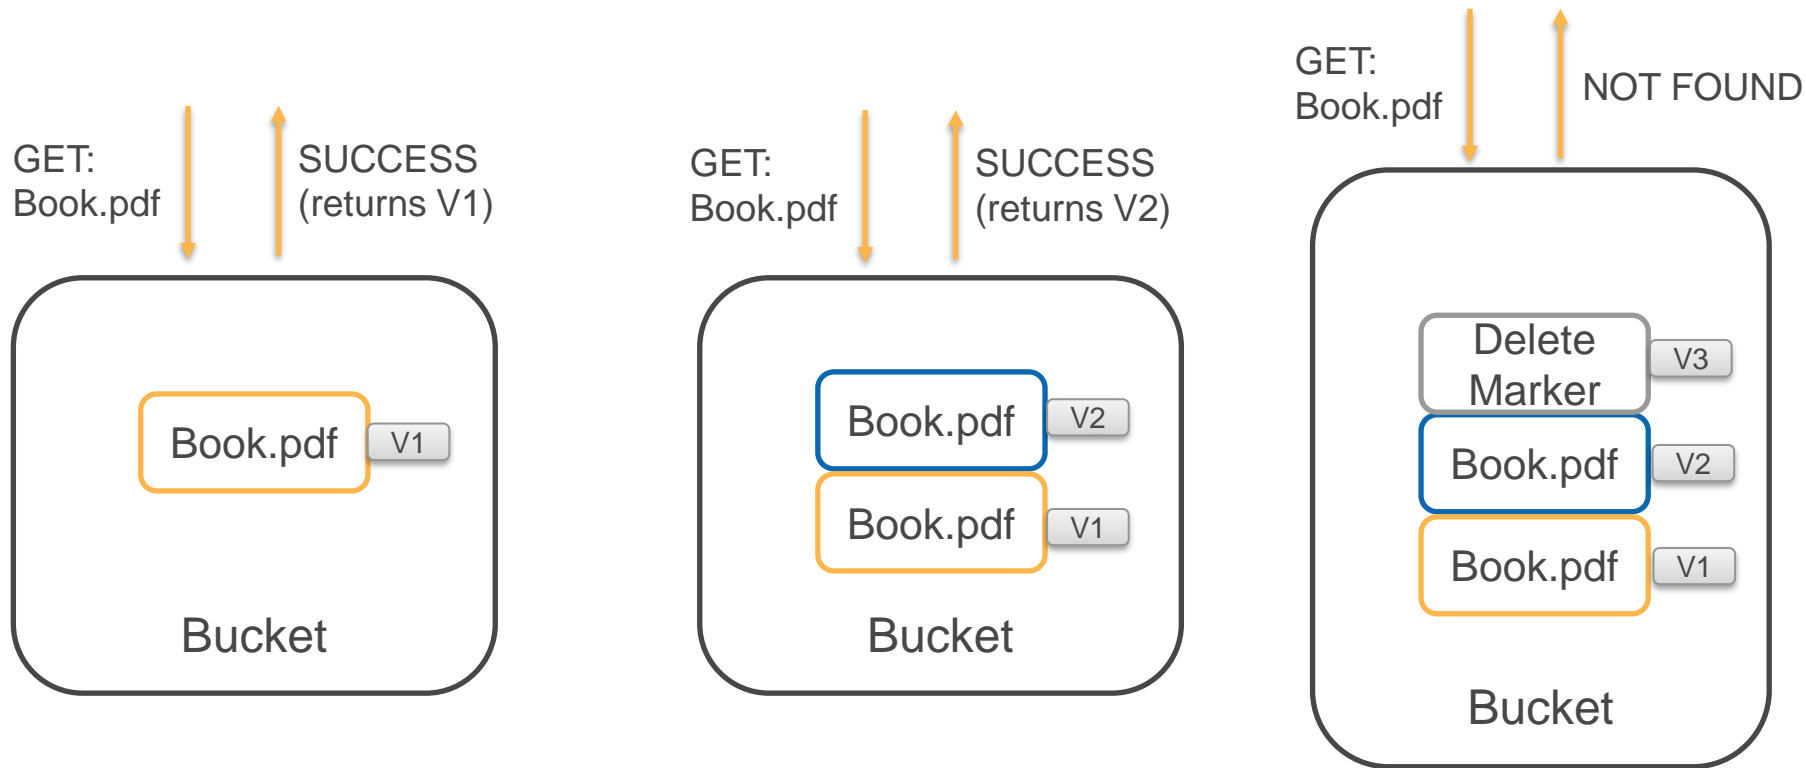 GET:
Book.pdf
SUCCESS
(returns V1)
Book.pdf
V1
Bucket
GET:
Book.pdf
SUCCESS
(returns V2)
Book.pdf
V2
Book.pdf
V1
Bucket
GET:
Book.pdf
NOT FOUND
Delete
Marker
V3
Book.pdf
V2
Book.pdf
V1
Bucket